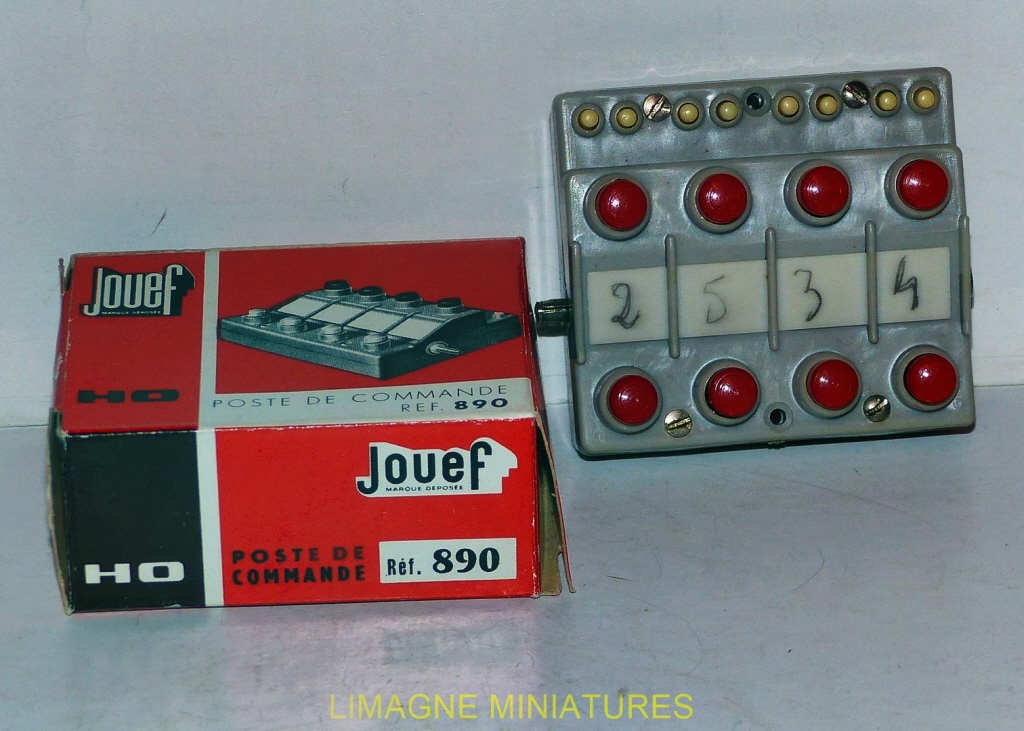 Jouef
MARQUE DÉPOSÉE
HO
POSTE DE COMMANDE
REF. 890
Jouef
MARQUE DÉPOSÉE
HO
POSTE DE
COMMANDE
Réf. 890
2 5 3 4
LIMAGNE MINIATURES